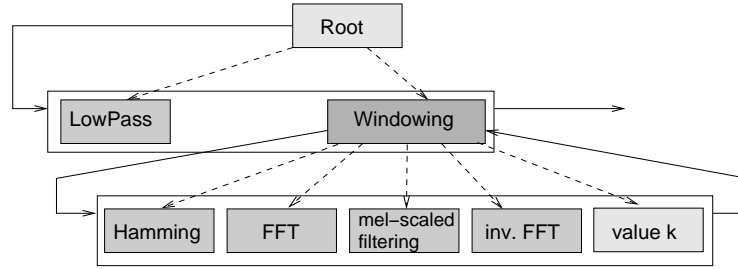 Root
LowPass
Windowing
Hamming
FFT
mel−scaled
filtering
inv. FFT
value k